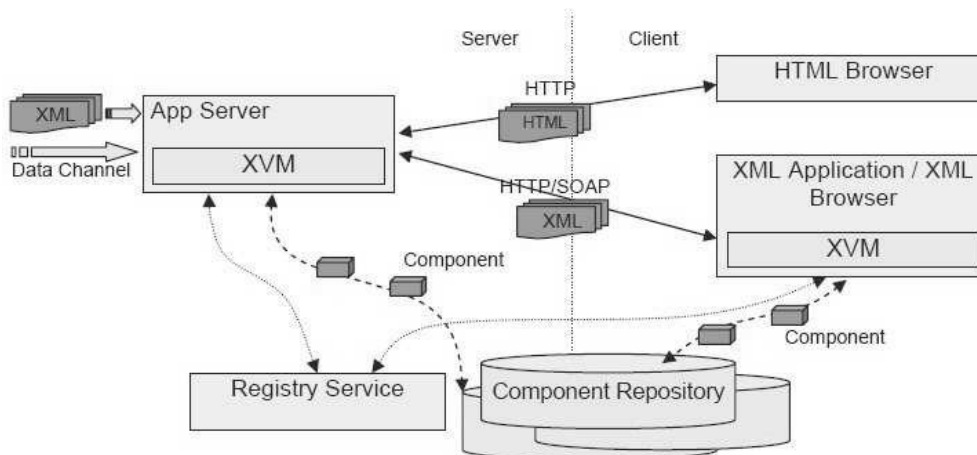 Server
Client
HTML Browser
HTTP
HTML
XML
App Server
XVM
Data Channel
HTTP/SOAP
XML
XML Application / XML
Browser
XVM
Component
Component
Registry Service
Component Repository